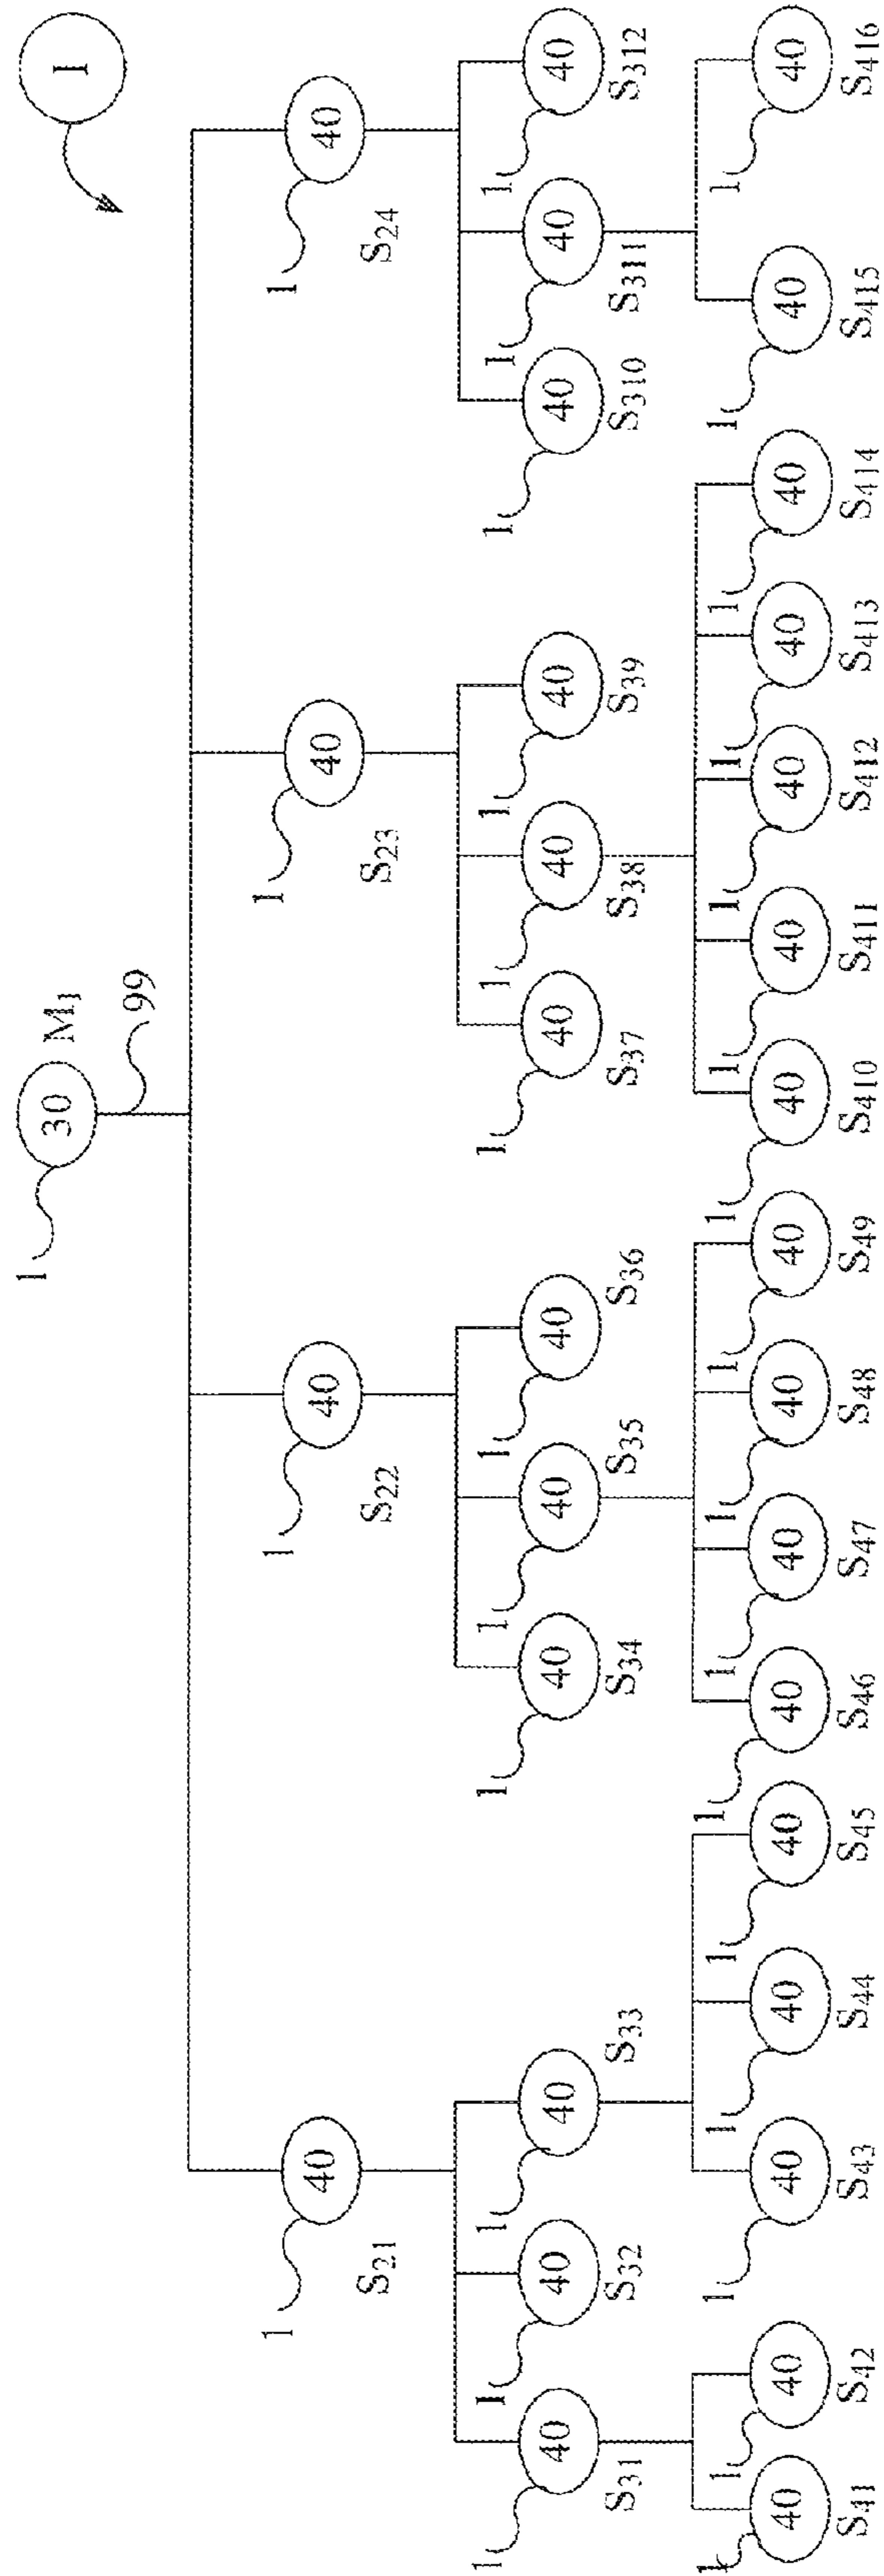 1 30 M₁ I
99
1 40 1 40 1 40 1 40
S₂₁ S₂₂ S₂₃ S₂₄
1 1 1 1 1 1 1 1 1 1 1 1
40 40 40 40 40 40 40 40 40 40 40 40
S₃₁ S₃₂ S₃₃ S₃₄ S₃₅ S₃₆ S₃₇ S₃₈ S₃₉ S₃₁₀ S₃₁₁ S₃₁₂
1 1 1 1 1 1 1 1 1 1 1 1 1 1 1 1
40 40 40 40 40 40 40 40 40 40 40 40 40 40 40 40
S₄₁ S₄₂ S₄₃ S₄₄ S₄₅ S₄₆ S₄₇ S₄₈ S₄₉ S₄₁₀ S₄₁₁ S₄₁₂ S₄₁₃ S₄₁₄ S₄₁₅ S₄₁₆